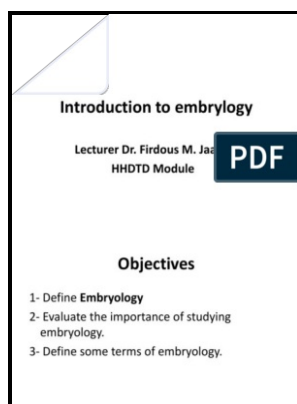 Introduction to embrylogy
Lecturer Dr. Firdous M.
PDF
HHDTD Module
Objectives
1- Define Embryology
2- Evaluate the importance of studying
embryology.
3- Define some terms of embryology.